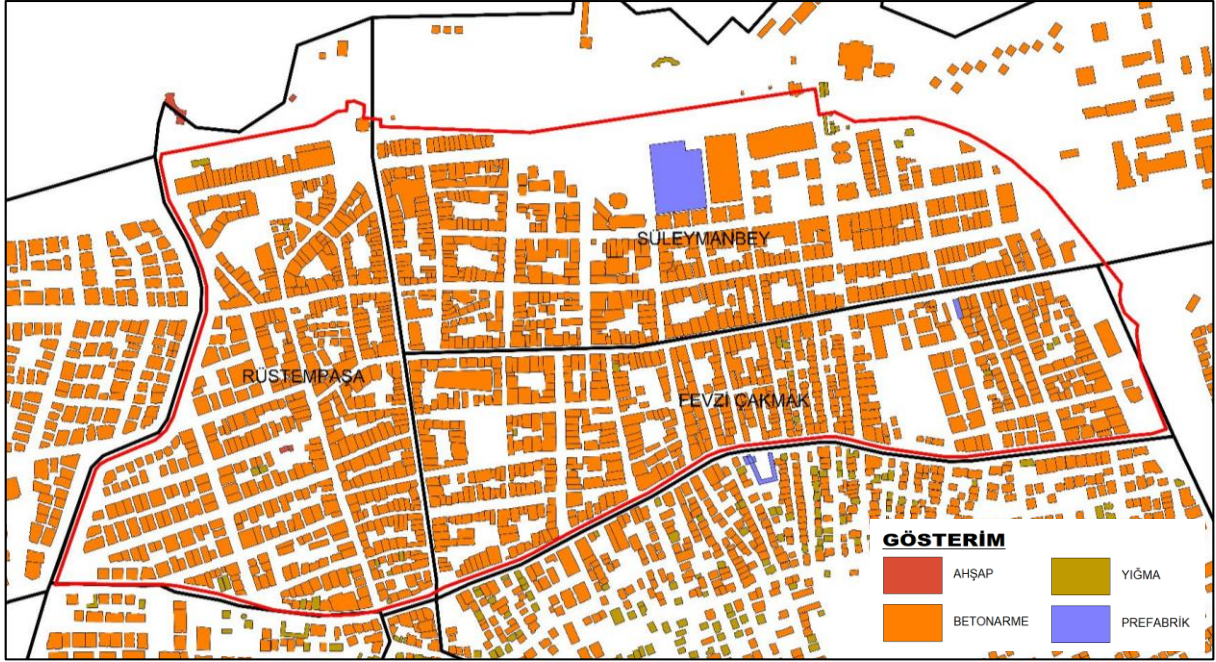 SÜLEYMANBEY
RÜSTEMPAŞA
FEVZİ ÇAKMAK
GÖSTERİM
AHŞAP
YIĞMA
BETONARME
PREFABRİK